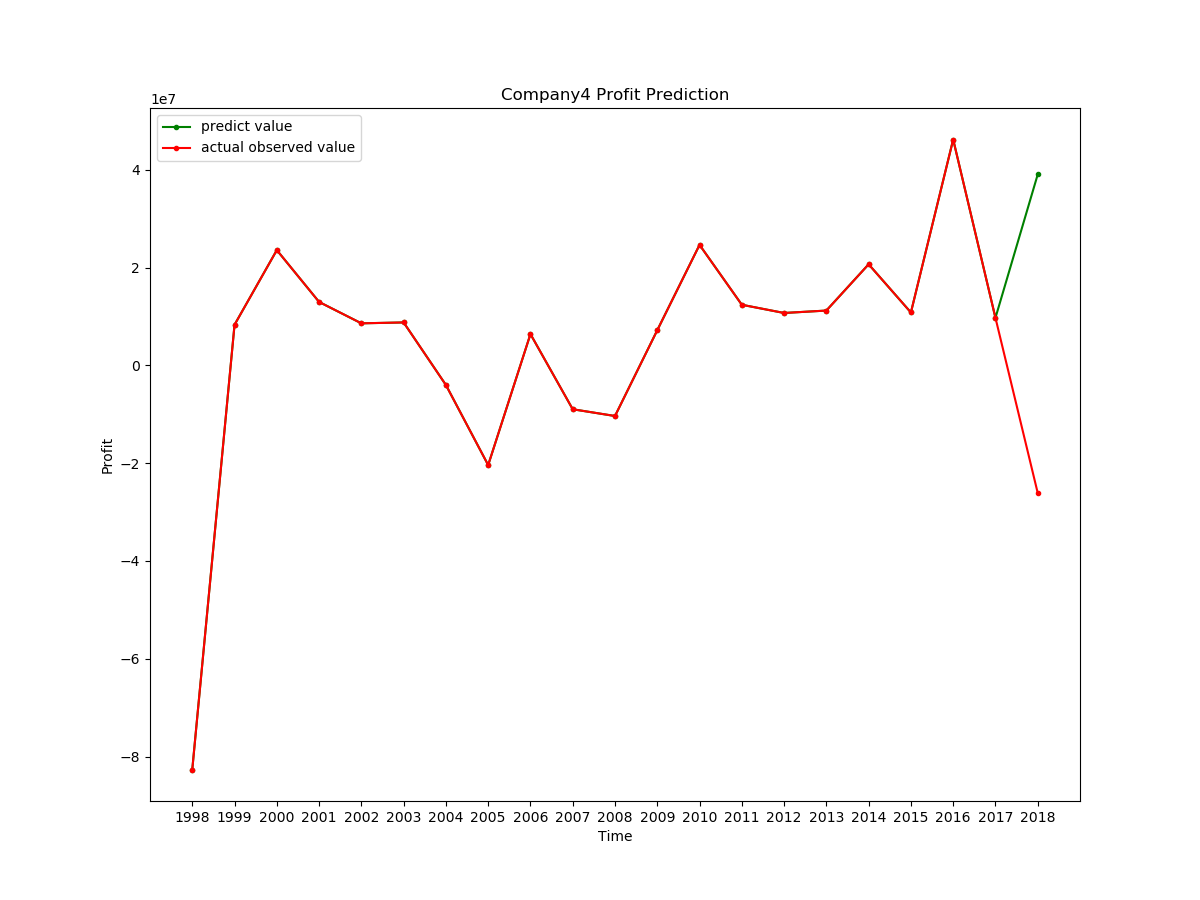 Company4 Profit Prediction
1e7
predict value
actual observed value
4
2
0
−2
−4
−6
−8
Profit
1998 1999 2000 2001 2002 2003 2004 2005 2006 2007 2008 2009 2010 2011 2012 2013 2014 2015 2016 2017 2018
Time